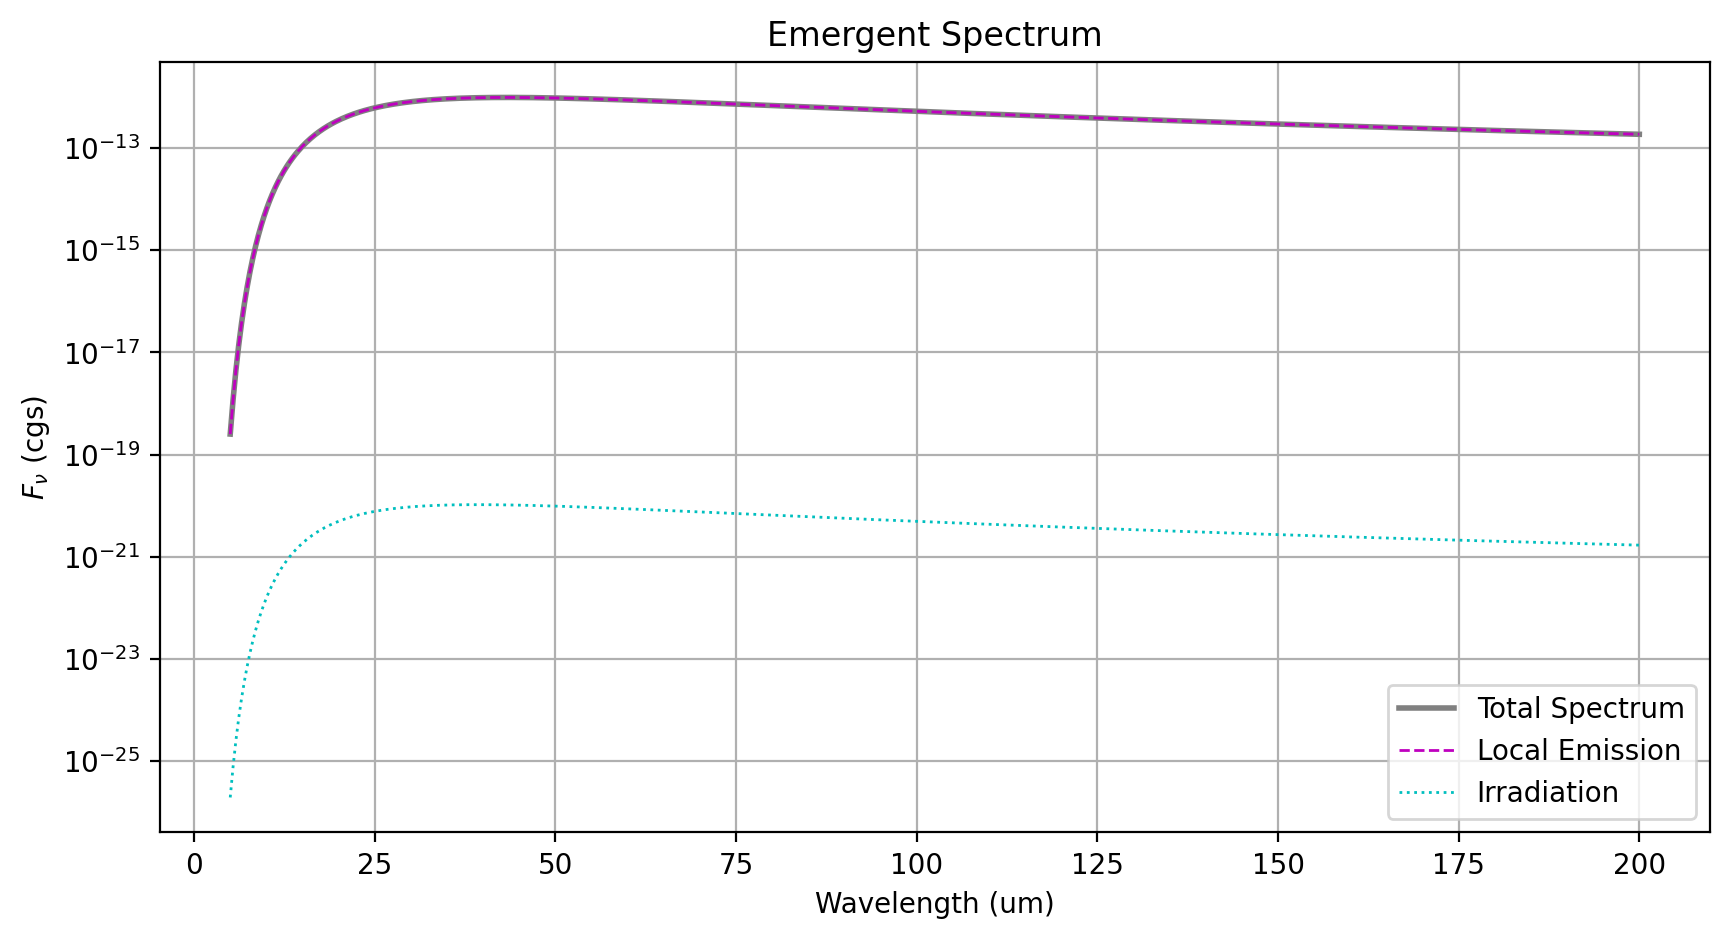 Emergent Spectrum
F_ν (cgs)
10^−13
10^−15
10^−17
10^−19
10^−21
10^−23
10^−25
Total Spectrum
Local Emission
Irradiation
0 25 50 75 100 125 150 175 200
Wavelength (um)